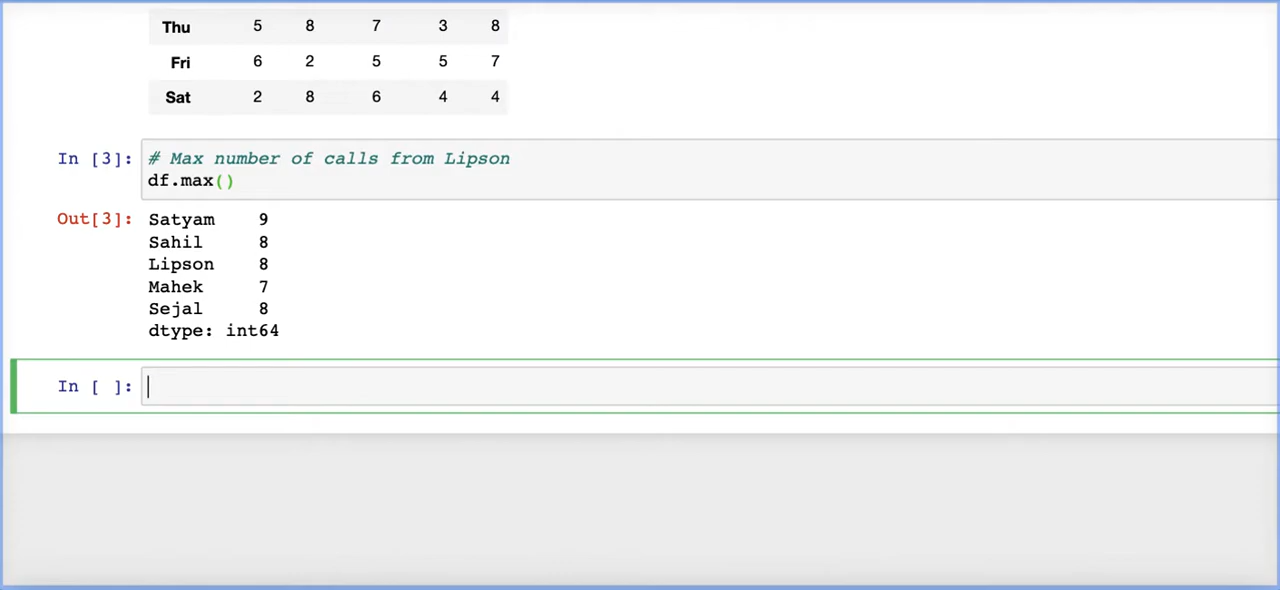 Thu 5 8 7 3 8
Fri 6 2 5 5 7
Sat 2 8 6 4 4
In [3]: # Max number of calls from Lipson
df.max()
Out[3]: Satyam 9
Sahil 8
Lipson 8
Mahek 7
Sejal 8
dtype: int64
In [ ]: